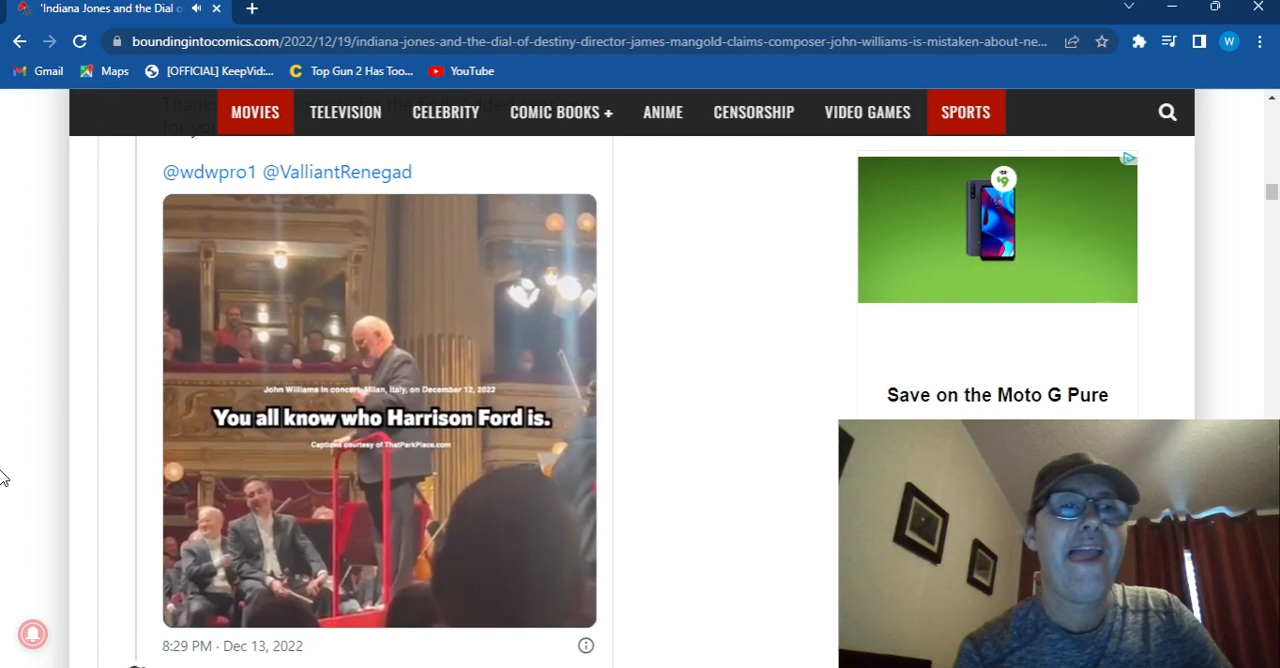 'Indiana Jones and the Dial o
boundingintocomics.com/2022/12/19/indiana-jones-and-the-dial-of-destiny-director-james-mangold-claims-composer-john-williams-is-mistaken-about-ne...
W
Gmail
Maps
[OFFICIAL] KeepVid:...
Top Gun 2 Has Too...
YouTube
MOVIES
TELEVISION
CELEBRITY
COMIC BOOKS +
ANIME
CENSORSHIP
VIDEO GAMES
SPORTS
@wdwpro1 @ValliantRenegad
John Williams In concert, Milan, Italy, on December 12, 2022
You all know who Harrison Ford is.
Captions courtesy of ThatParkPlace.com
8:29 PM · Dec 13, 2022
Save on the Moto G Pure